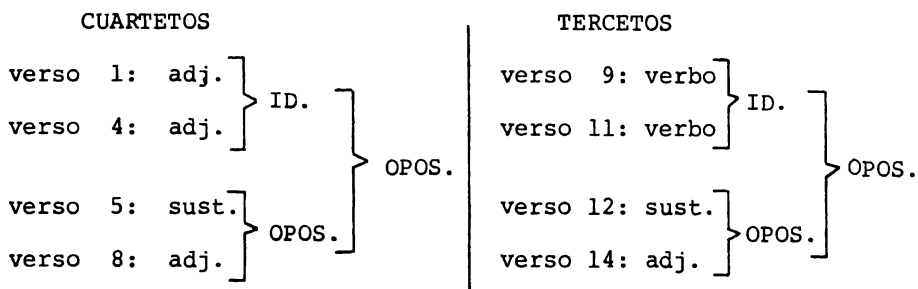 CUARTETOS
verso 1: adj.
ID.
verso 4: adj.
OPOS.
verso 5: sust.
OPOS.
verso 8: adj.
TERCETOS
verso 9: verbo
ID.
verso 11: verbo
OPOS.
verso 12: sust.
OPOS.
verso 14: adj.